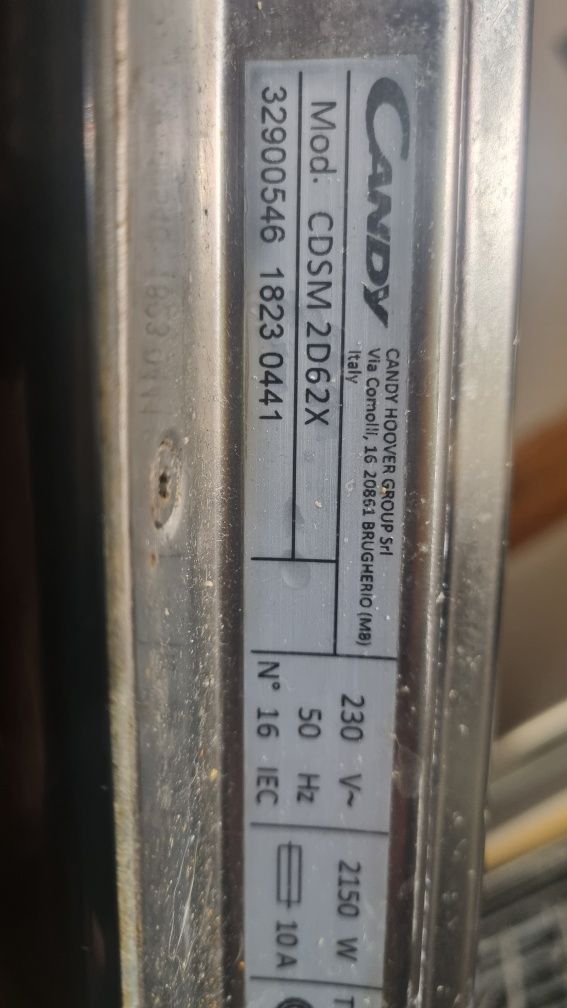 CANDY
CANDY HOOVER GROUP Srl
Via Comolli, 16 20861 BRUGHERIO (MB)
Italy
Mod. CDSM 2D62X
32900546 1823 0441
230 V~
50 Hz
N° 16 IEC
2150 W
10 A
T